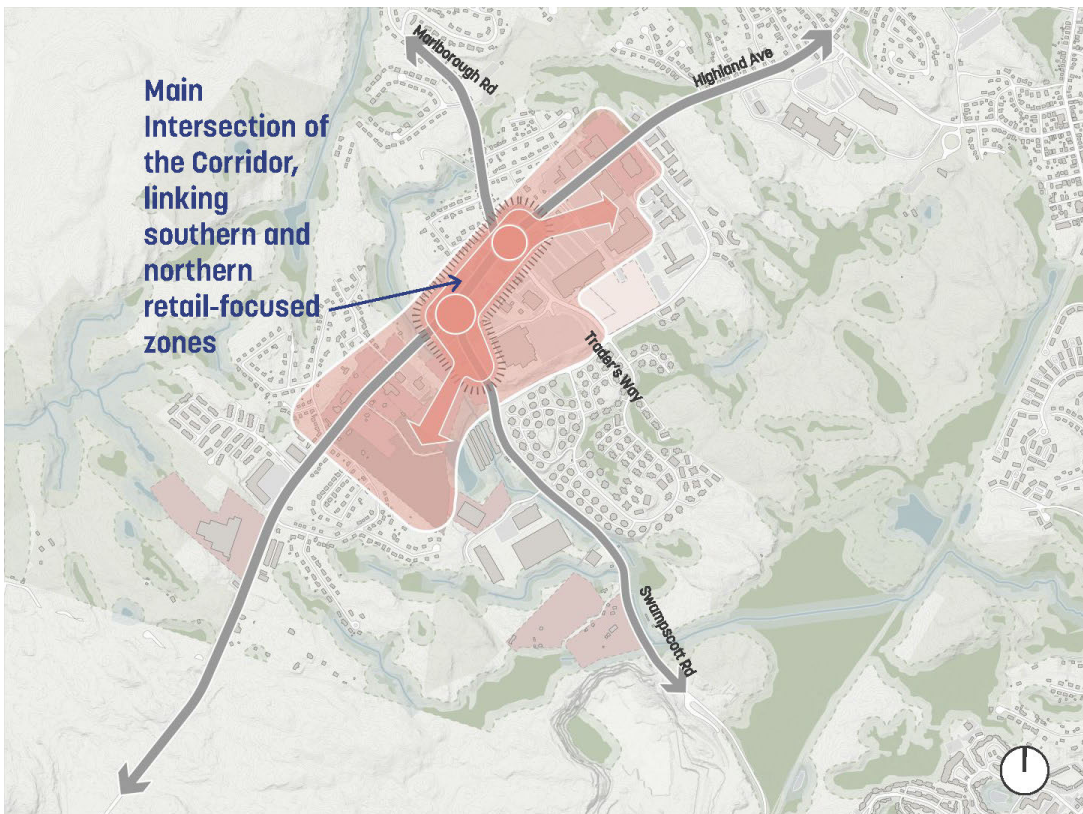 Marlborough Rd
Highland Ave
Main
Intersection of
the Corridor,
linking
southern and
northern
retail-focused
zones
Trader's Way
Swampscott Rd